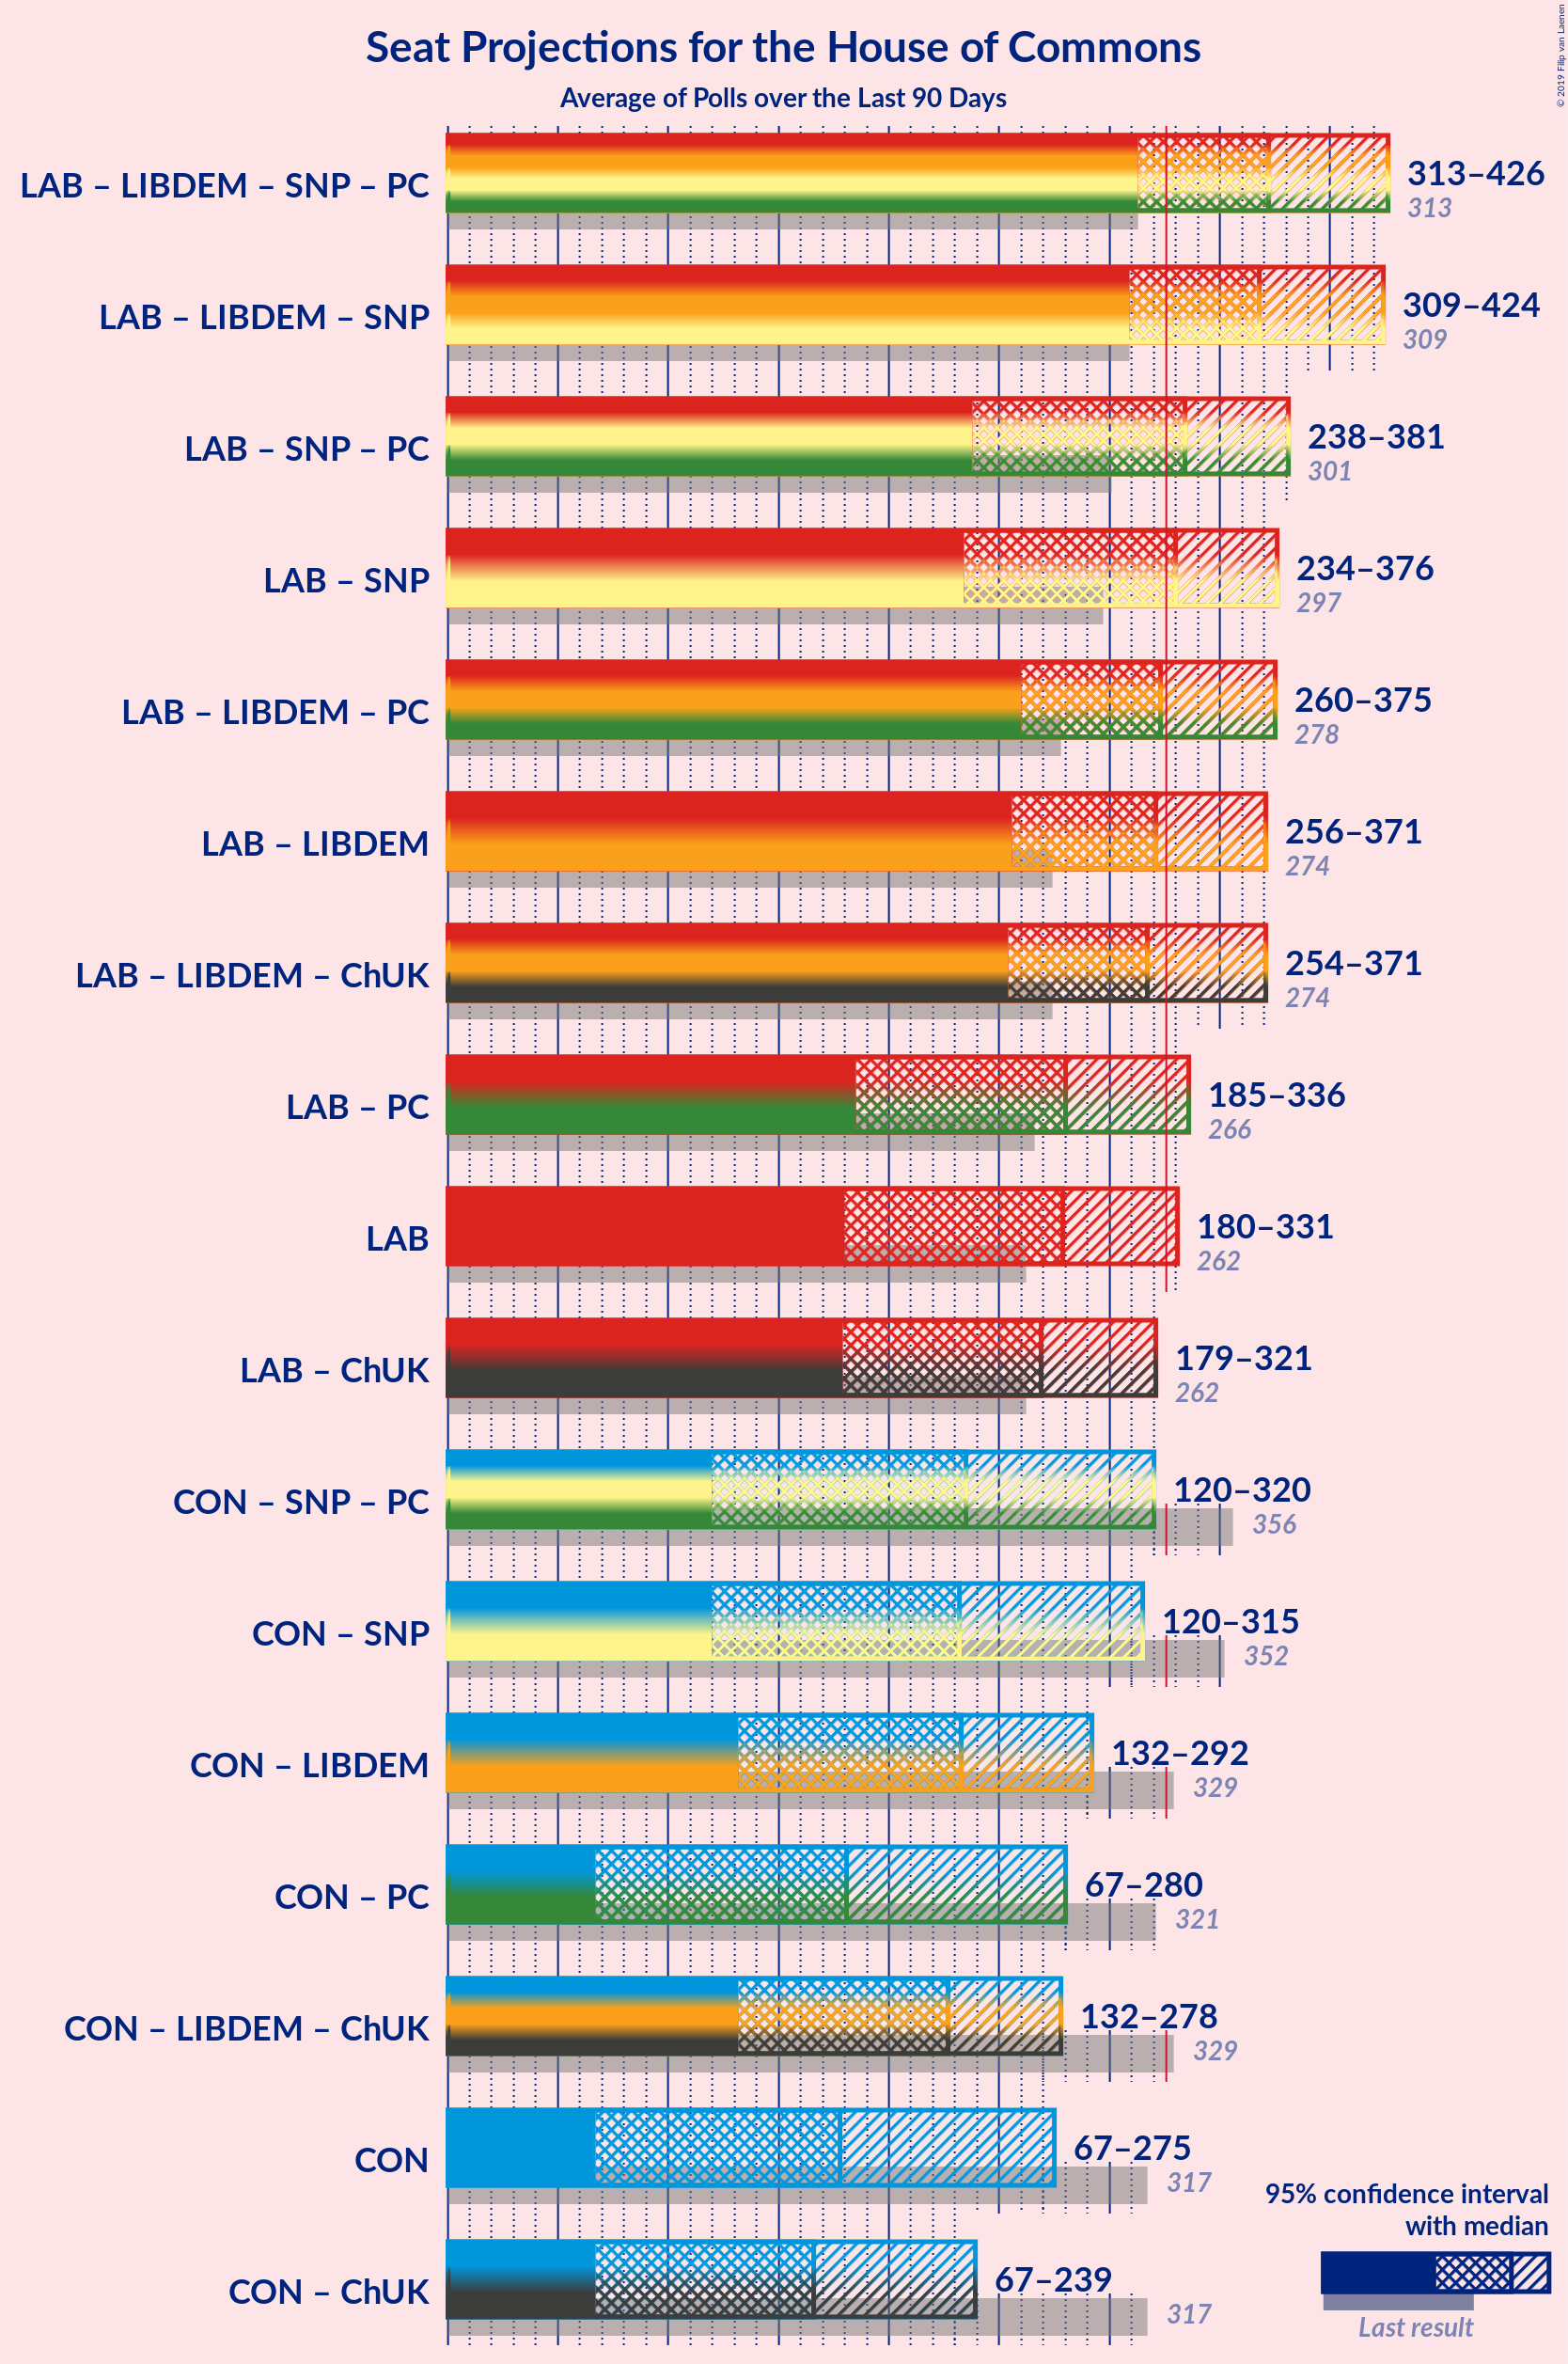 © 2019 Filip van Laenen
Seat Projections for the House of Commons
Average of Polls over the Last 90 Days
LAB – LIBDEM – SNP – PC
313–426
313
LAB – LIBDEM – SNP
309–424
309
LAB – SNP – PC
238–381
301
LAB – SNP
234–376
297
LAB – LIBDEM – PC
260–375
278
LAB – LIBDEM
256–371
274
LAB – LIBDEM – ChUK
254–371
274
LAB – PC
185–336
266
LAB
180–331
262
LAB – ChUK
179–321
262
CON – SNP – PC
120–320
356
CON – SNP
120–315
352
CON – LIBDEM
132–292
329
CON – PC
67–280
321
CON – LIBDEM – ChUK
132–278
329
CON
67–275
317
CON – ChUK
67–239
317
95% confidence interval
with median
Last result